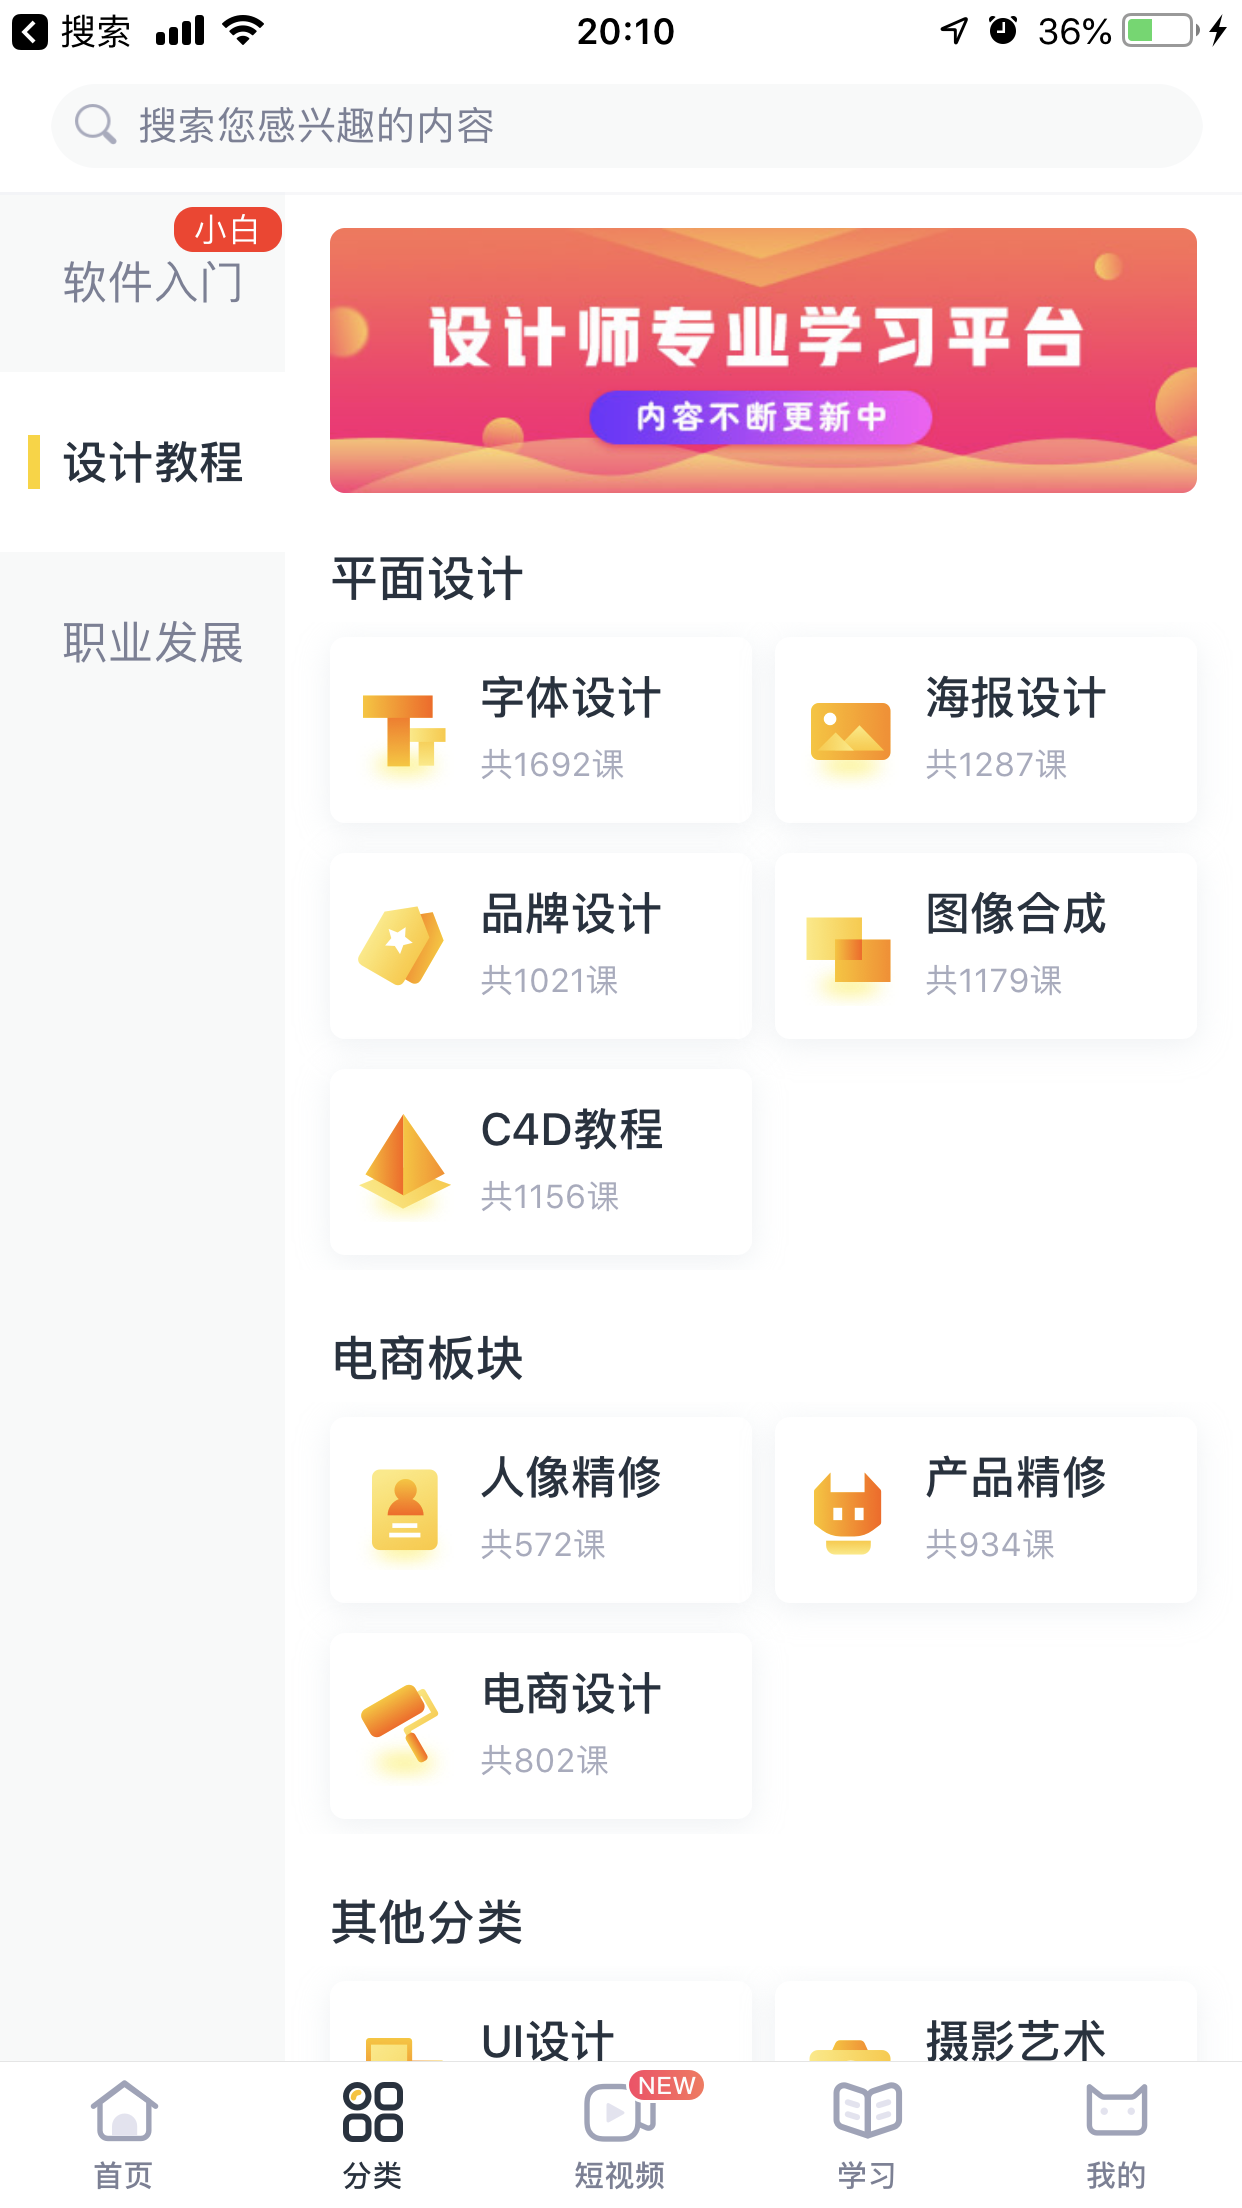 搜索
20:10
36%
搜索您感兴趣的内容
小白
软件入门
设计教程
职业发展
设计师专业学习平台
内容不断更新中
平面设计
字体设计
共1692课
海报设计
共1287课
品牌设计
共1021课
图像合成
共1179课
C4D教程
共1156课
电商板块
人像精修
共572课
产品精修
共934课
电商设计
共802课
其他分类
UI设计
摄影艺术
首页
分类
NEW
短视频
学习
我的